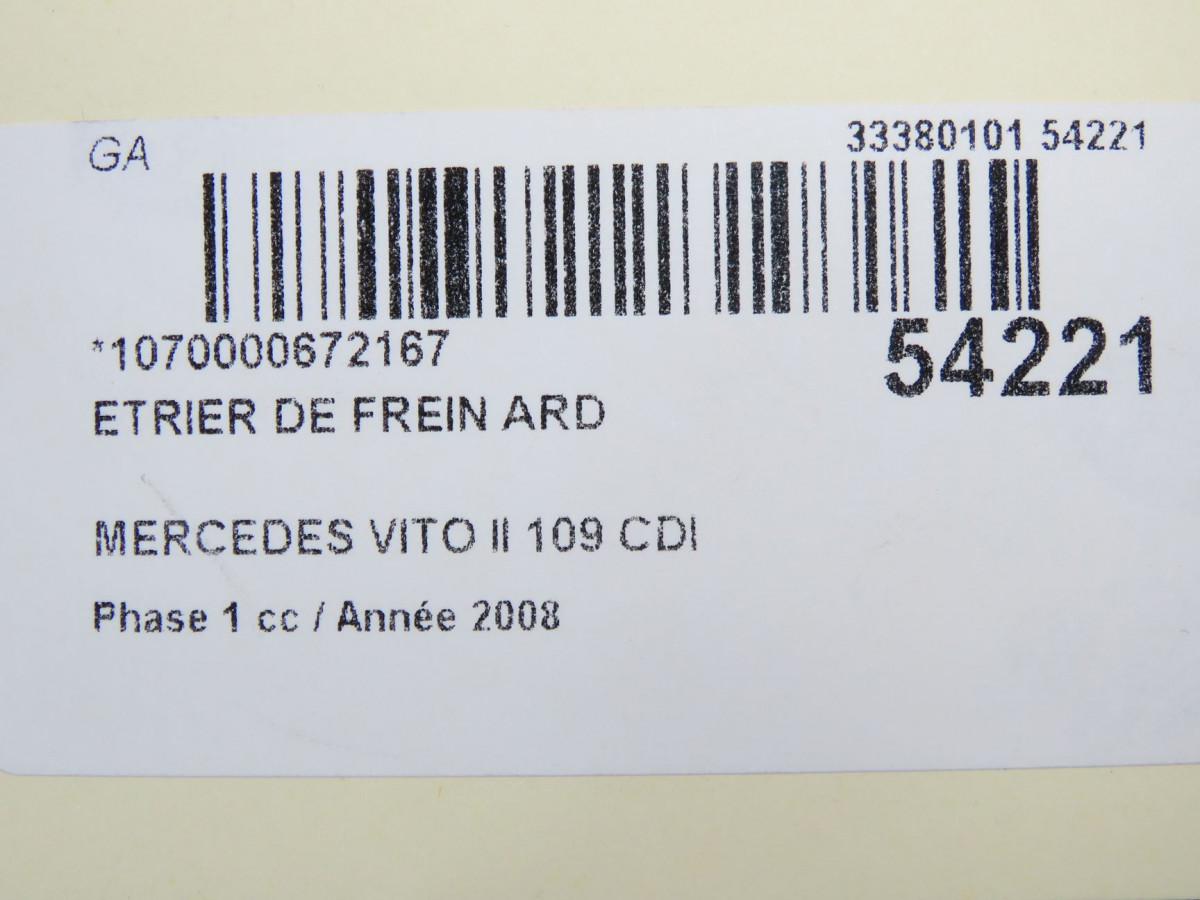 GA
33380101 54221
*1070000672167
54221
ETRIER DE FREIN ARD
MERCEDES VITO II 109 CDI
Phase 1 cc / Année 2008